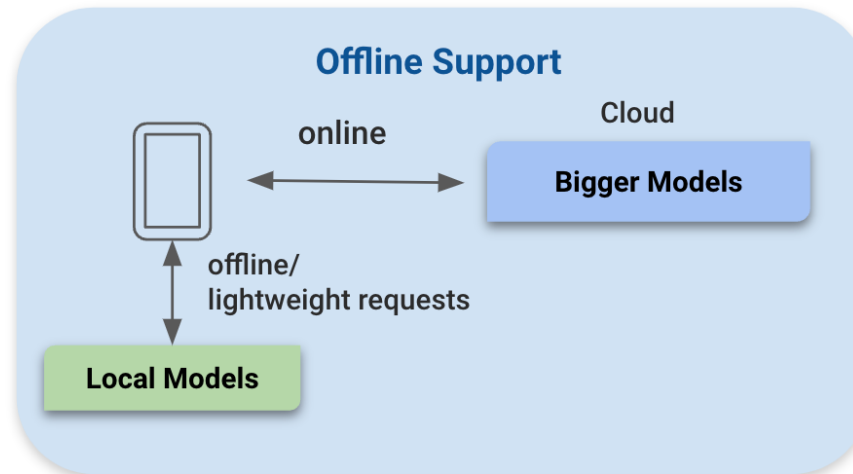 Offline Support
online
Cloud
Bigger Models
offline/
lightweight requests
Local Models